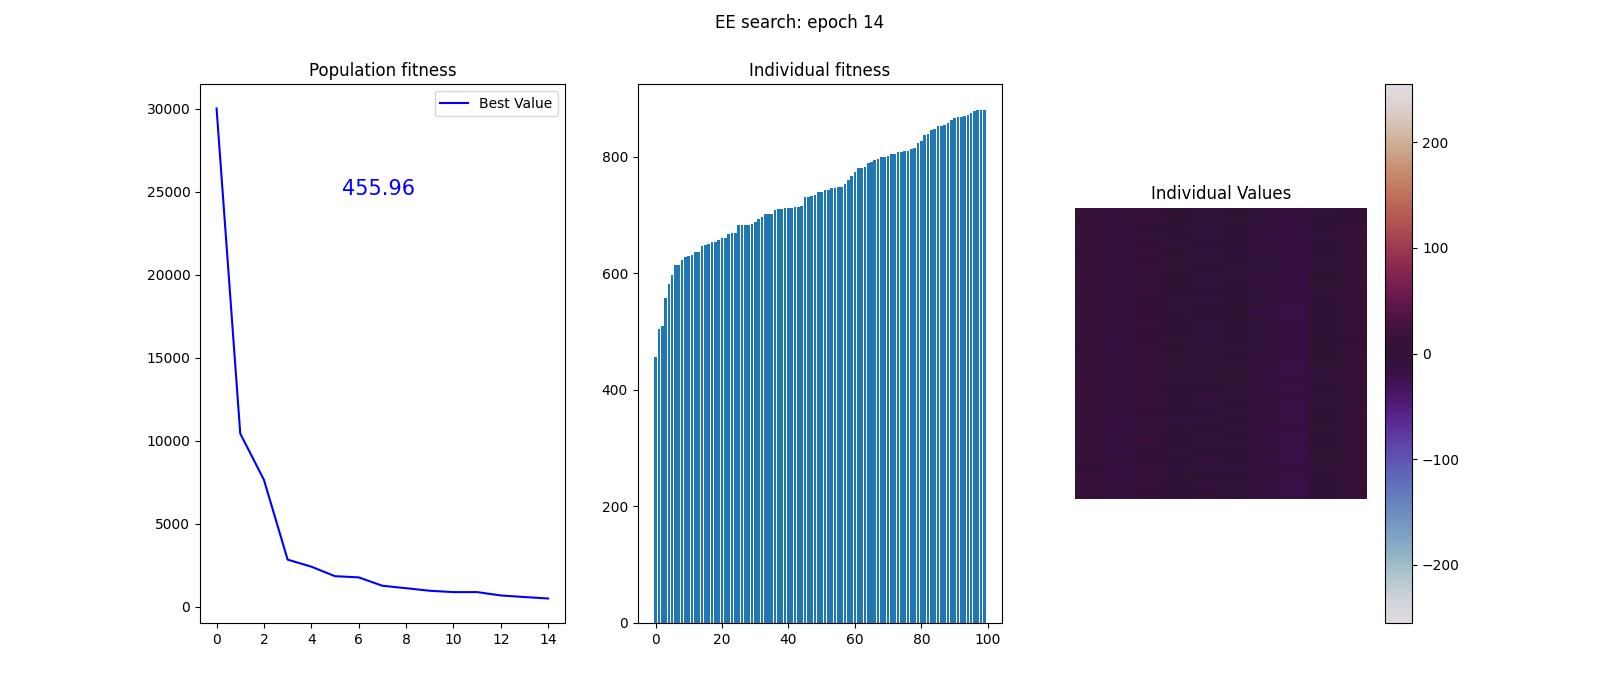 EE search: epoch 14
Population fitness
Best Value
455.96
30000
25000
20000
15000
10000
5000
0
0 2 4 6 8 10 12 14
Individual fitness
800
600
400
200
0
0 20 40 60 80 100
Individual Values
200
100
0
−100
−200